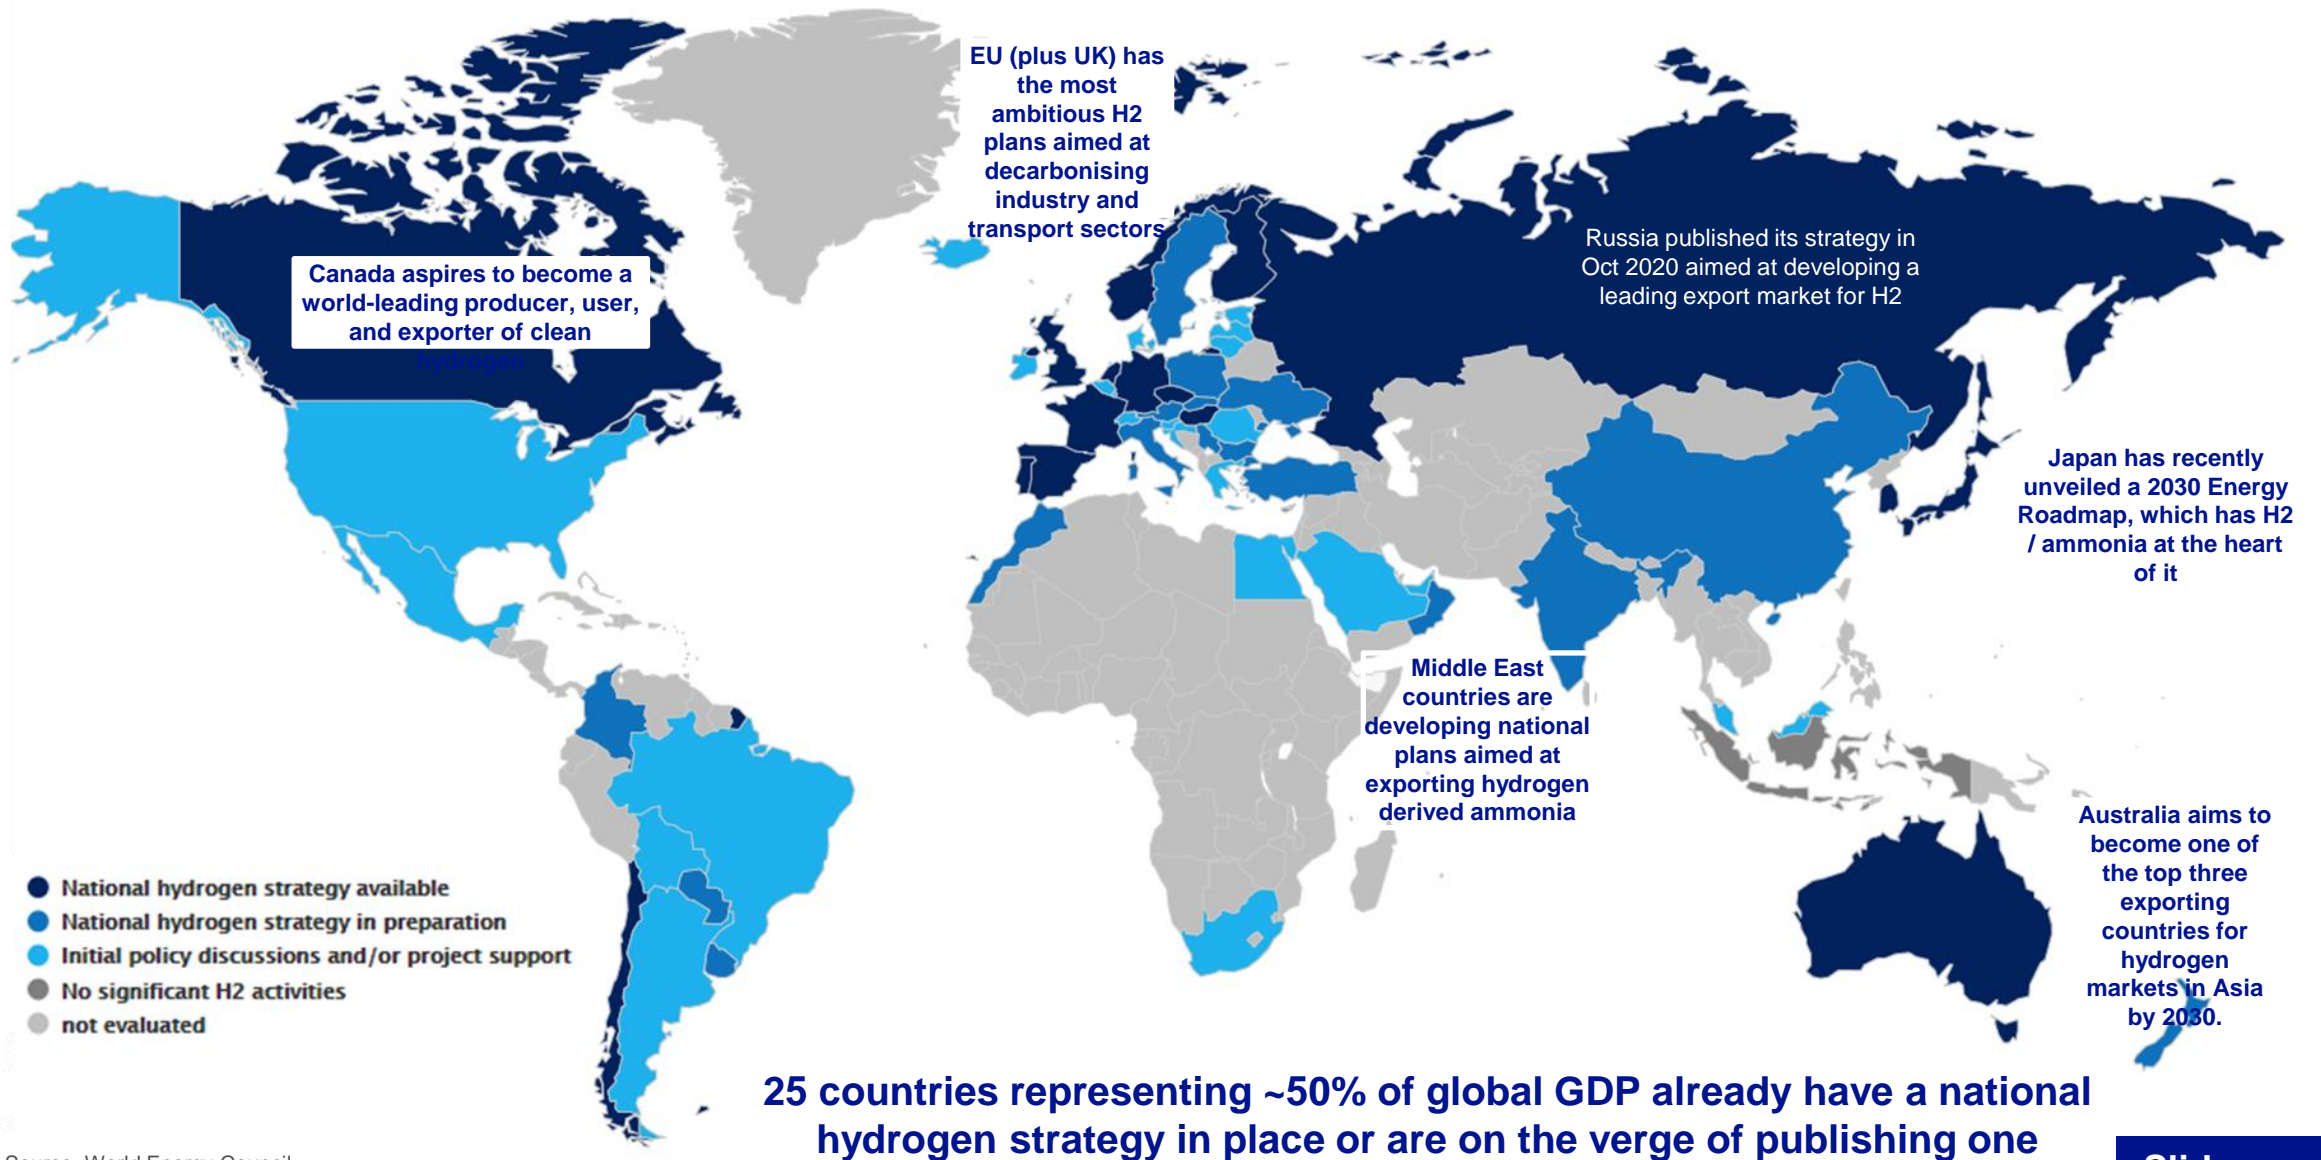 EU (plus UK) has
the most
ambitious H2
plans aimed at
decarbonising
industry and
transport sectors
Canada aspires to become a
world-leading producer, user,
and exporter of clean
hydrogen
Russia published its strategy in
Oct 2020 aimed at developing a
leading export market for H2
Japan has recently
unveiled a 2030 Energy
Roadmap, which has H2
/ ammonia at the heart
of it
Middle East
countries are
developing national
plans aimed at
exporting hydrogen
derived ammonia
Australia aims to
become one of
the top three
exporting
countries for
hydrogen
markets in Asia
by 2030.
National hydrogen strategy available
National hydrogen strategy in preparation
Initial policy discussions and/or project support
No significant H2 activities
not evaluated
25 countries representing ~50% of global GDP already have a national
hydrogen strategy in place or are on the verge of publishing one
Source: World Energy Council